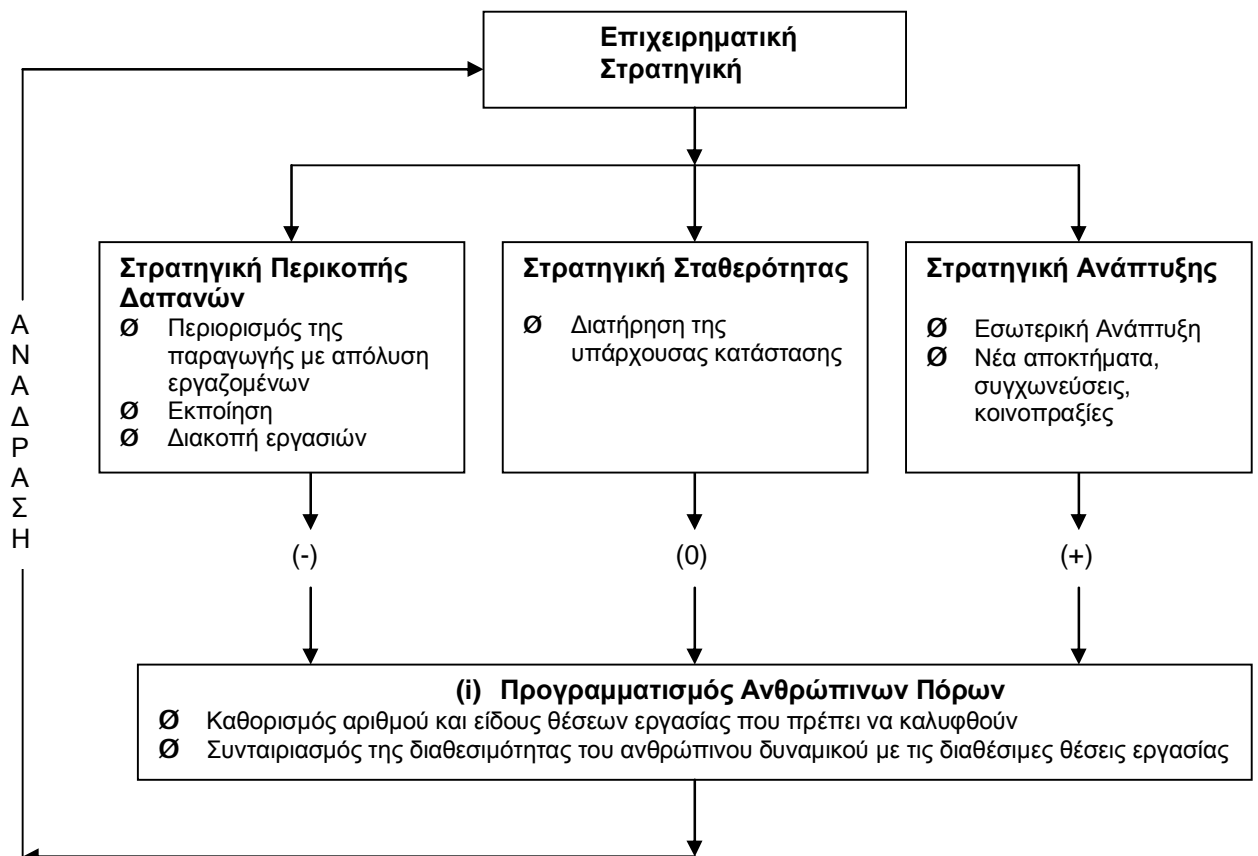 Επιχειρηματική
Στρατηγική
Στρατηγική Περικοπής
Δαπανών
Ø Περιορισμός της
παραγωγής με απόλυση
εργαζομένων
Ø Εκποίηση
Ø Διακοπή εργασιών
Στρατηγική Σταθερότητας
Ø Διατήρηση της
υπάρχουσας κατάστασης
Στρατηγική Ανάπτυξης
Ø Εσωτερική Ανάπτυξη
Ø Νέα αποκτήματα,
συγχωνεύσεις,
κοινοπραξίες
Α
Ν
Α
Δ
Ρ
Α
Σ
Η
(-)
(0)
(+)
(i) Προγραμματισμός Ανθρώπινων Πόρων
Ø Καθορισμός αριθμού και είδους θέσεων εργασίας που πρέπει να καλυφθούν
Ø Συνταιριασμός της διαθεσιμότητας του ανθρώπινου δυναμικού με τις διαθέσιμες θέσεις εργασίας